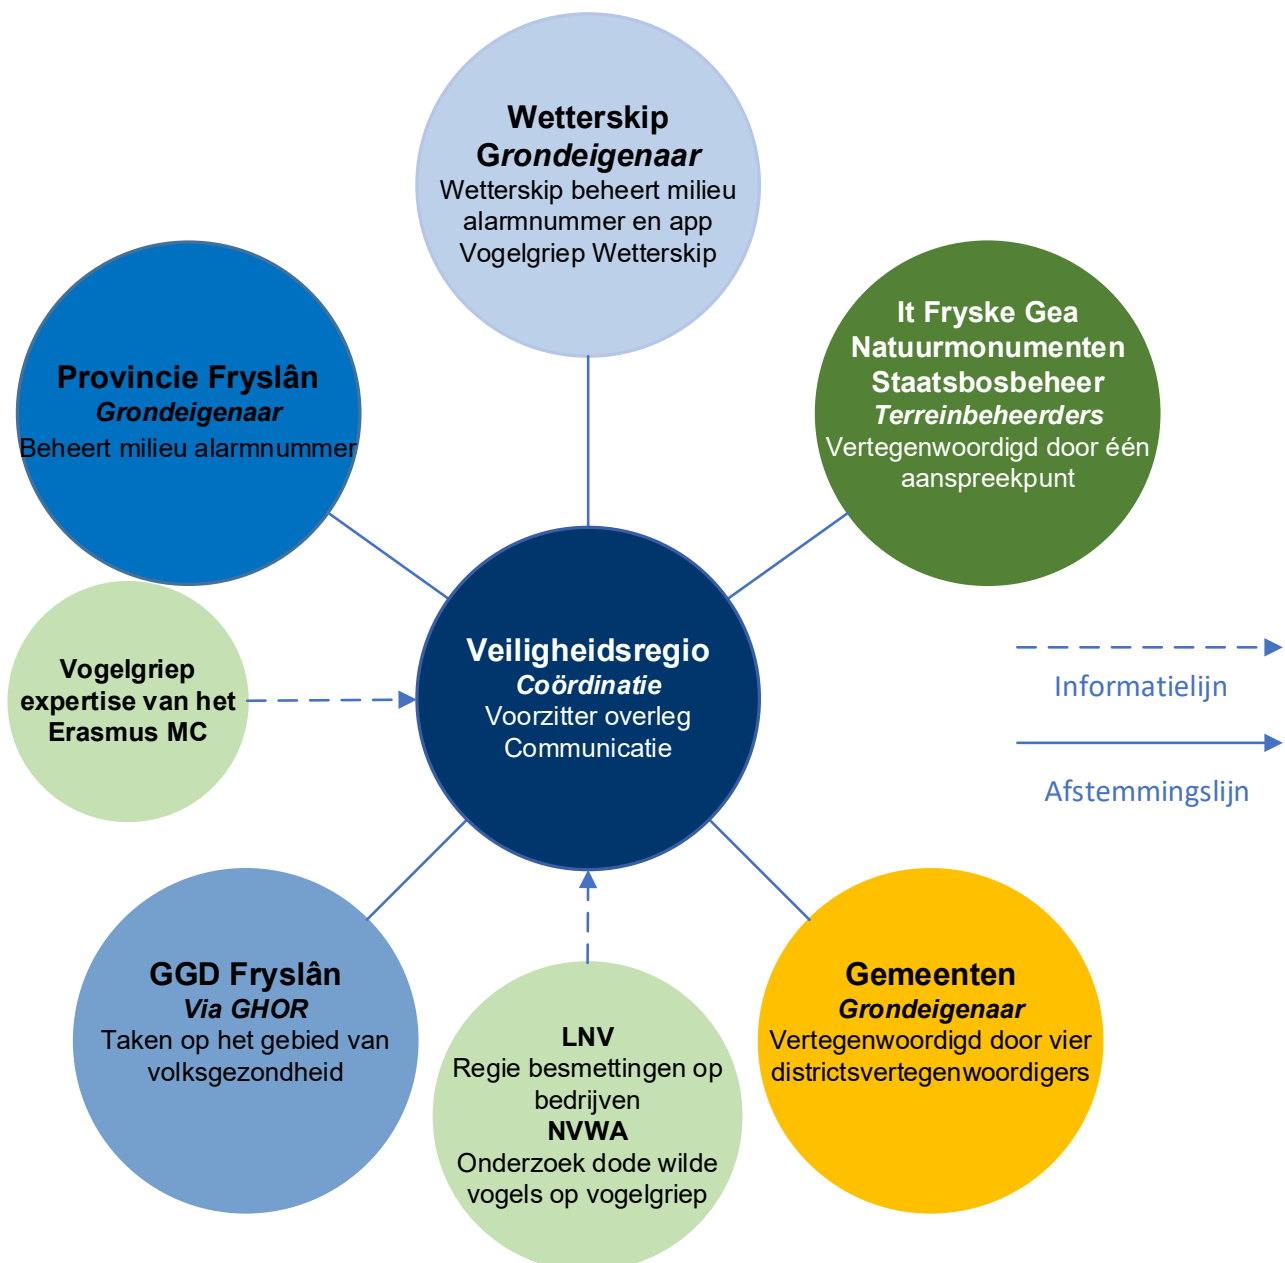 Wetterskip
Grondeigenaar
Wetterskip beheert milieu
alarmnummer en app
Vogelgriep Wetterskip
Provincie Fryslân
Grondeigenaar
Beheert milieu alarmnummer
It Fryske Gea
Natuurmonumenten
Staatsbosbeheer
Terreinbeheerders
Vertegenwoordigd door één
aanspreekpunt
Vogelgriep
expertise van het
Erasmus MC
Veiligheidsregio
Coördinatie
Voorzitter overleg
Communicatie
Informatielijn
Afstemmingslijn
GGD Fryslân
Via GHOR
Taken op het gebied van
volksgezondheid
LNV
Regie besmettingen op
bedrijven
NVWA
Onderzoek dode wilde
vogels op vogelgriep
Gemeenten
Grondeigenaar
Vertegenwoordigd door vier
districtsvertegenwoordigers